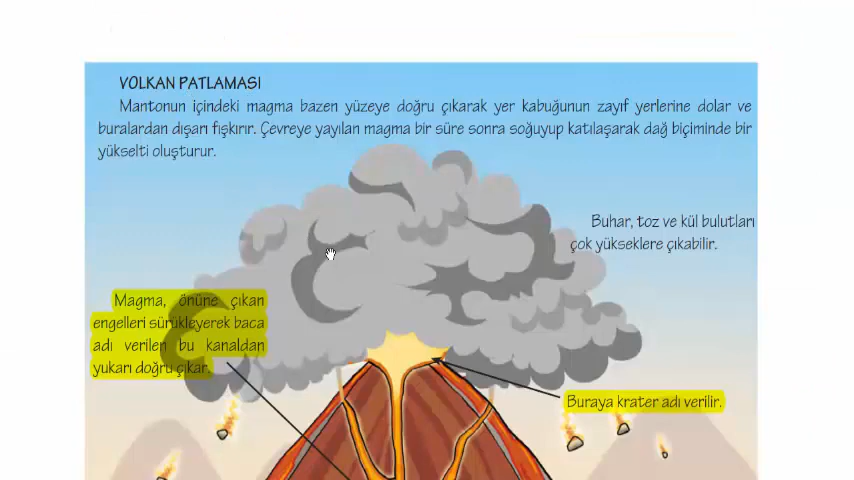 VOLKAN PATLAMASI
Mantonun içindeki magma bazen yüzeye doğru çıkarak yer kabuğunun zayıf yerlerine dolar ve
buralardan dışarı fışkırır. Çevreye yayılan magma bir süre sonra soğuyup katılaşarak dağ biçiminde bir
yükselti oluşturur.
Buhar, toz ve kül bulutları
çok yükseklere çıkabilir.
Magma, önüne çıkan
engelleri sürükleyerek baca
adı verilen bu kanaldan
yukarı doğru çıkar.
Buraya krater adı verilir.